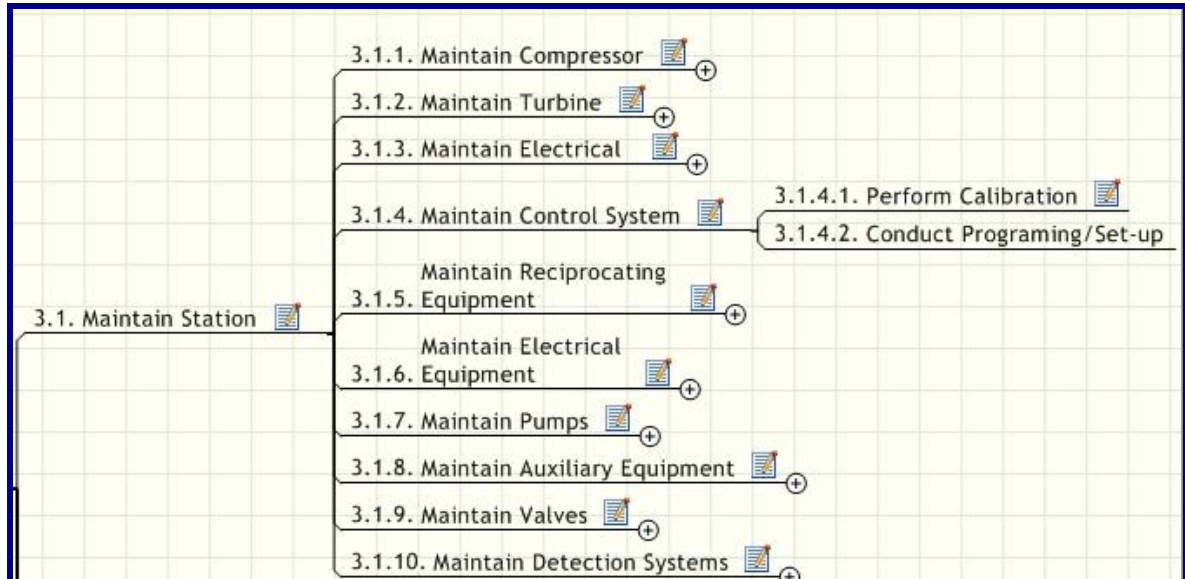 3.1.1. Maintain Compressor
3.1.2. Maintain Turbine
3.1.3. Maintain Electrical
3.1.4. Maintain Control System
3.1.4.1. Perform Calibration
3.1.4.2. Conduct Programing/Set-up
Maintain Reciprocating
3.1.5. Equipment
3.1. Maintain Station
Maintain Electrical
3.1.6. Equipment
3.1.7. Maintain Pumps
3.1.8. Maintain Auxiliary Equipment
3.1.9. Maintain Valves
3.1.10. Maintain Detection Systems